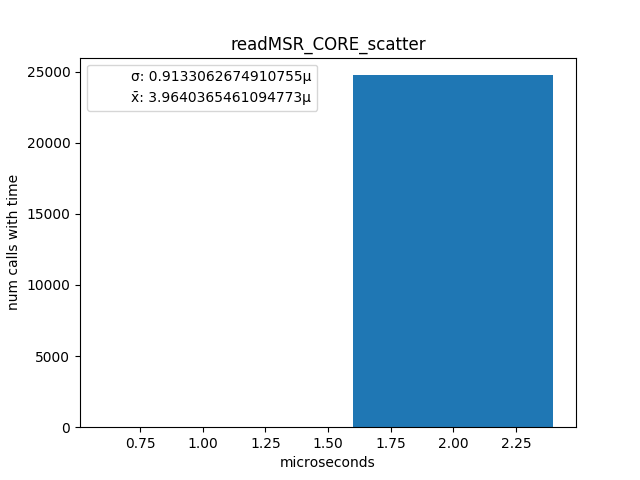 readMSR_CORE_scatter
σ: 0.9133062674910755μ
x̄: 3.9640365461094773μ
num calls with time
25000
20000
15000
10000
5000
0
0.75 1.00 1.25 1.50 1.75 2.00 2.25
microseconds